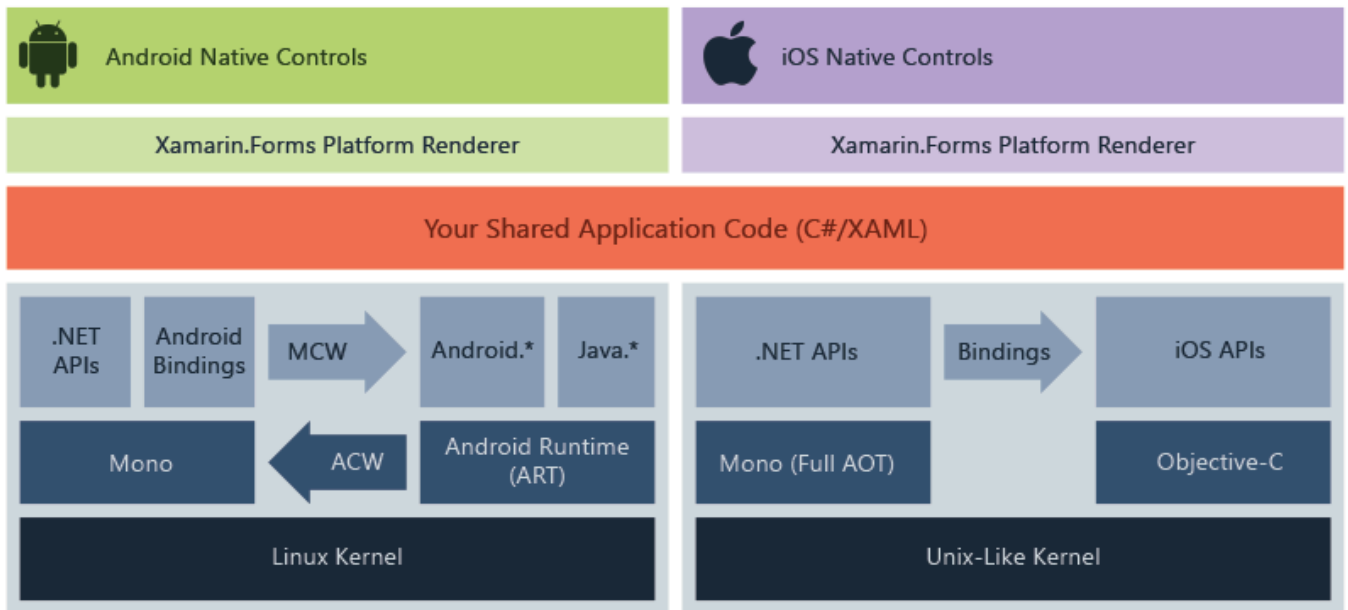 Android Native Controls
iOS Native Controls
Xamarin.Forms Platform Renderer
Xamarin.Forms Platform Renderer
Your Shared Application Code (C#/XAML)
.NET
APIs
Android
Bindings
MCW
Android.*
Java.*
.NET APIs
Bindings
iOS APIs
Mono
ACW
Android Runtime
(ART)
Mono (Full AOT)
Objective-C
Linux Kernel
Unix-Like Kernel